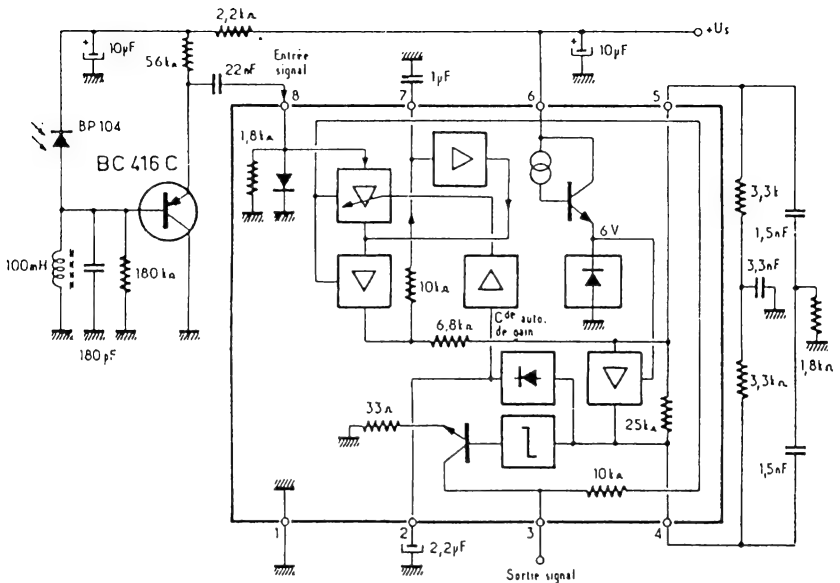 2,2kΩ
+Us
10µF
56kΩ
22nF
Entrée
signal
1µF
10µF
8
7
6
5
BP 104
BC 416 C
1,8kΩ
3,3k
1,5nF
6V
3,3nF
100mH
180kΩ
10kΩ
Cde auto.
de gain
6,8kΩ
1,8kΩ
180pF
3,3kΩ
33Ω
25kΩ
1,5nF
10kΩ
1
2
3
4
2,2µF
Sortie signal